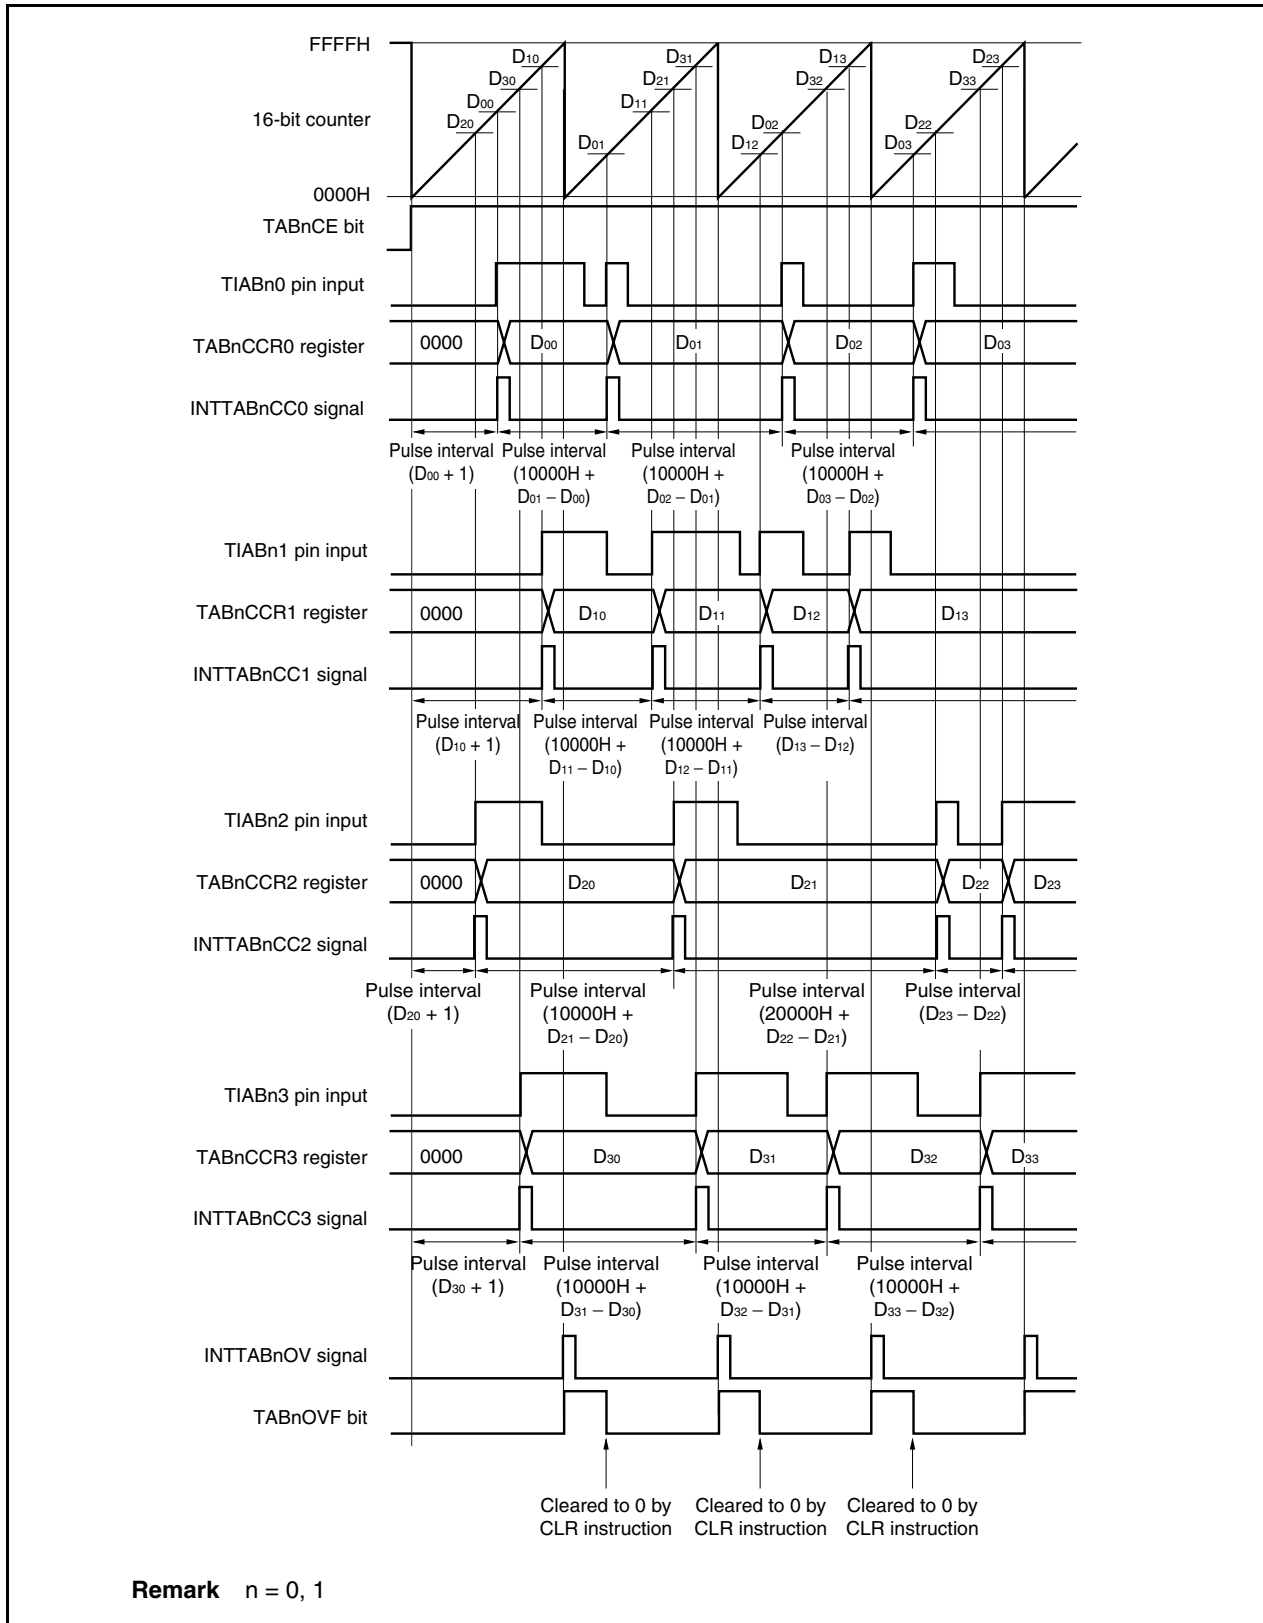 FFFFH
D10
D31
D13
D23
D30
D21
D32
D33
D00
D11
16-bit counter
D20
D02
D22
D01
D12
D03
0000H
TABnCE bit
TIABn0 pin input
TABnCCR0 register
0000
D00
D01
D02
D03
INTTABnCC0 signal
Pulse interval
(D00 + 1)
Pulse interval
(10000H +
D01 – D00)
Pulse interval
(10000H +
D02 – D01)
Pulse interval
(10000H +
D03 – D02)
TIABn1 pin input
TABnCCR1 register
0000
D10
D11
D12
D13
INTTABnCC1 signal
Pulse interval
(D10 + 1)
Pulse interval
(10000H +
D11 – D10)
Pulse interval
(10000H +
D12 – D11)
Pulse interval
(D13 – D12)
TIABn2 pin input
TABnCCR2 register
0000
D20
D21
D22
D23
INTTABnCC2 signal
Pulse interval
(D20 + 1)
Pulse interval
(10000H +
D21 – D20)
Pulse interval
(20000H +
D22 – D21)
Pulse interval
(D23 – D22)
TIABn3 pin input
TABnCCR3 register
0000
D30
D31
D32
D33
INTTABnCC3 signal
Pulse interval
(D30 + 1)
Pulse interval
(10000H +
D31 – D30)
Pulse interval
(10000H +
D32 – D31)
Pulse interval
(10000H +
D33 – D32)
INTTABnOV signal
TABnOVF bit
Cleared to 0 by
CLR instruction
Cleared to 0 by
CLR instruction
Cleared to 0 by
CLR instruction
Remark n = 0, 1